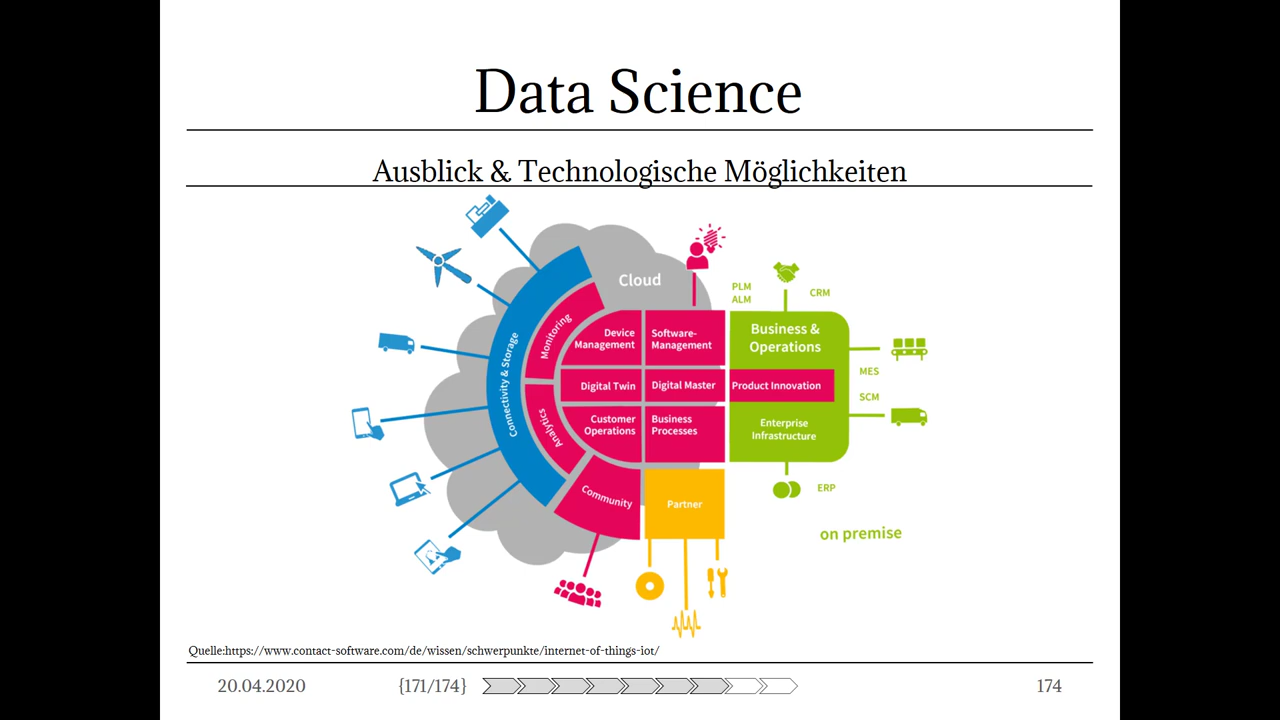 Data Science
Ausblick & Technologische Möglichkeiten
Cloud
PLM
ALM
CRM
Connectivity & Storage
Monitoring
Analytics
Device
Management
Software-
Management
Business &
Operations
Digital Twin
Digital Master
Product Innovation
MES
SCM
Customer
Operations
Business
Processes
Enterprise
Infrastructure
Community
Partner
ERP
on premise
Quelle:https://www.contact-software.com/de/wissen/schwerpunkte/internet-of-things-iot/
20.04.2020
{171/174}
174